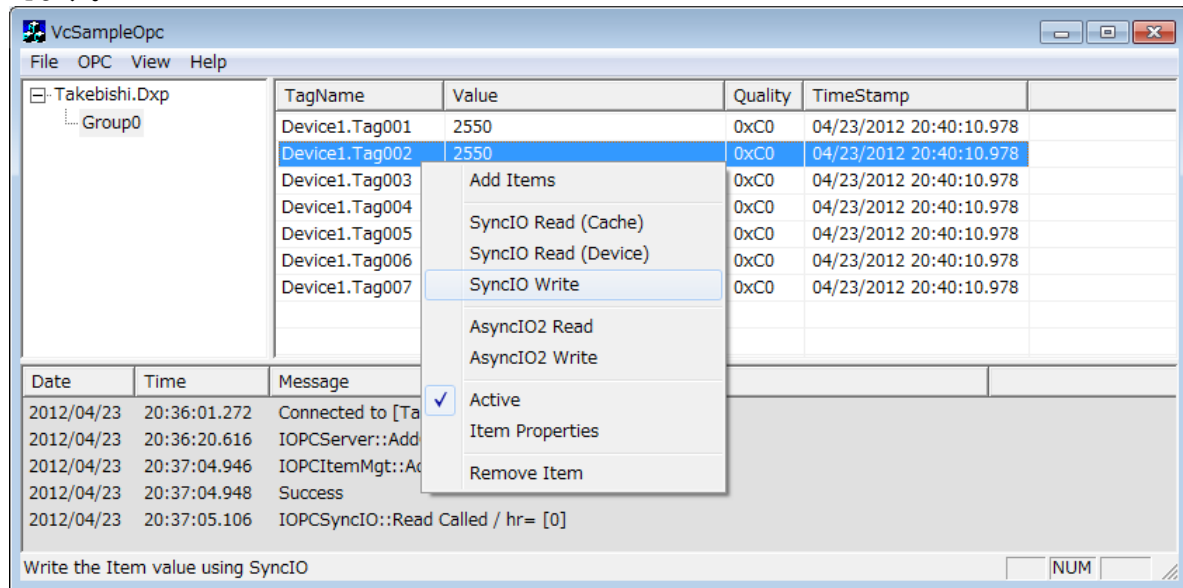 VcSampleOpc
File OPC View Help
Takebishi.Dxp
Group0
TagName Value Quality TimeStamp
Device1.Tag001 2550 0xC0 04/23/2012 20:40:10.978
Device1.Tag002 2550 0xC0 04/23/2012 20:40:10.978
Device1.Tag003 0xC0 04/23/2012 20:40:10.978
Device1.Tag004 0xC0 04/23/2012 20:40:10.978
Device1.Tag005 0xC0 04/23/2012 20:40:10.978
Device1.Tag006 0xC0 04/23/2012 20:40:10.978
Device1.Tag007 0xC0 04/23/2012 20:40:10.978
Add Items
SyncIO Read (Cache)
SyncIO Read (Device)
SyncIO Write
AsyncIO2 Read
AsyncIO2 Write
Active
Item Properties
Remove Item
Date Time Message
2012/04/23 20:36:01.272 Connected to [Ta
2012/04/23 20:36:20.616 IOPCServer::Add
2012/04/23 20:37:04.946 IOPCItemMgt::Ad
2012/04/23 20:37:04.948 Success
2012/04/23 20:37:05.106 IOPCSyncIO::Read Called / hr= [0]
Write the Item value using SyncIO
NUM